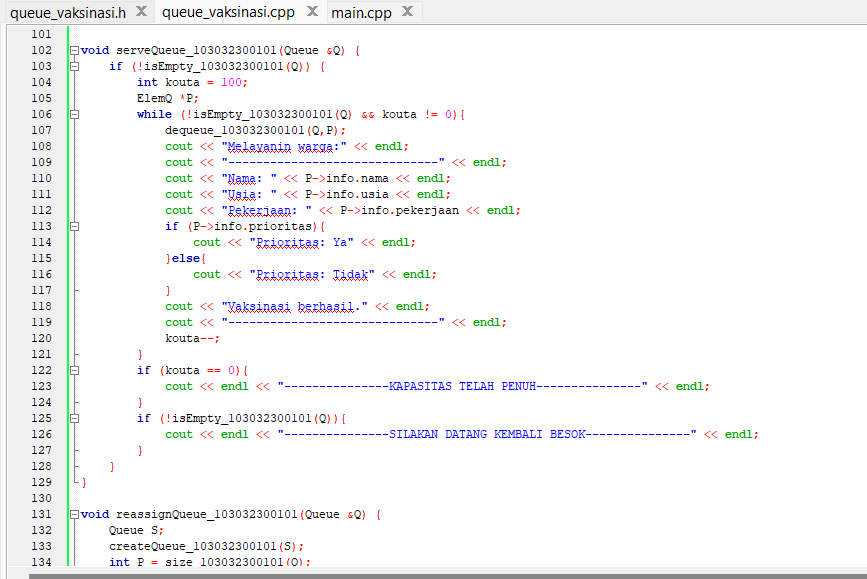 queue_vaksinasi.h X queue_vaksinasi.cpp X main.cpp X
101
102 void serveQueue_103032300101(Queue &Q) {
103 if (!isEmpty_103032300101(Q)) {
104 int kouta = 100;
105 ElemQ *P;
106 while (!isEmpty_103032300101(Q) && kouta != 0){
107 dequeue_103032300101(Q,P);
108 cout << "Melayanin warga:" << endl;
109 cout << "------------------------------" << endl;
110 cout << "Nama: " << P->info.nama << endl;
111 cout << "Usia: " << P->info.usia << endl;
112 cout << "Pekerjaan: " << P->info.pekerjaan << endl;
113 if (P->info.prioritas){
114 cout << "Prioritas: Ya" << endl;
115 }else{
116 cout << "Prioritas: Tidak" << endl;
117 }
118 cout << "Vaksinasi berhasil." << endl;
119 cout << "------------------------------" << endl;
120 kouta--;
121 }
122 if (kouta == 0){
123 cout << endl << "---------------KAPASITAS TELAH PENUH---------------" << endl;
124 }
125 if (!isEmpty_103032300101(Q)){
126 cout << endl << "---------------SILAKAN DATANG KEMBALI BESOK---------------" << endl;
127 }
128 }
129 }
130
131 void reassignQueue_103032300101(Queue &Q) {
132 Queue S;
133 createQueue_103032300101(S);
134 int P = size_103032300101(Q);